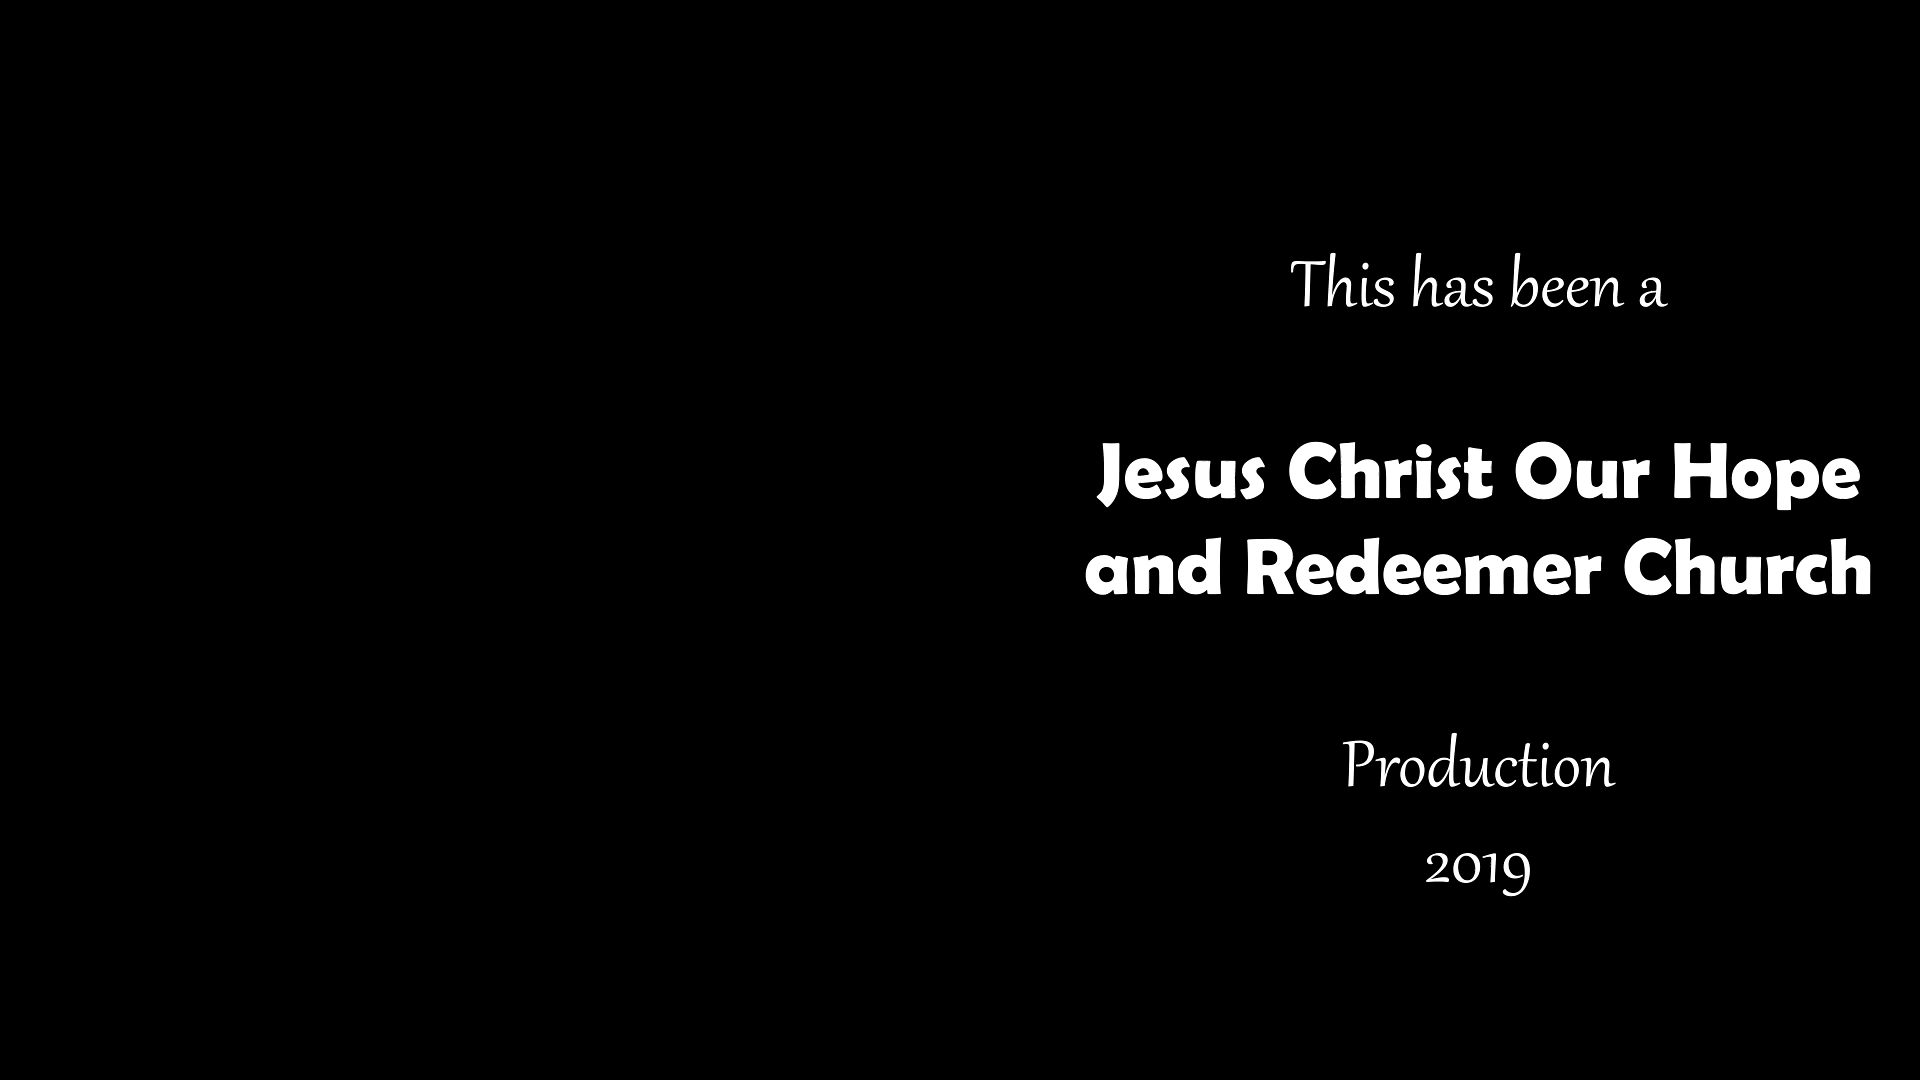 This has been a
Jesus Christ Our Hope
and Redeemer Church
Production
2019